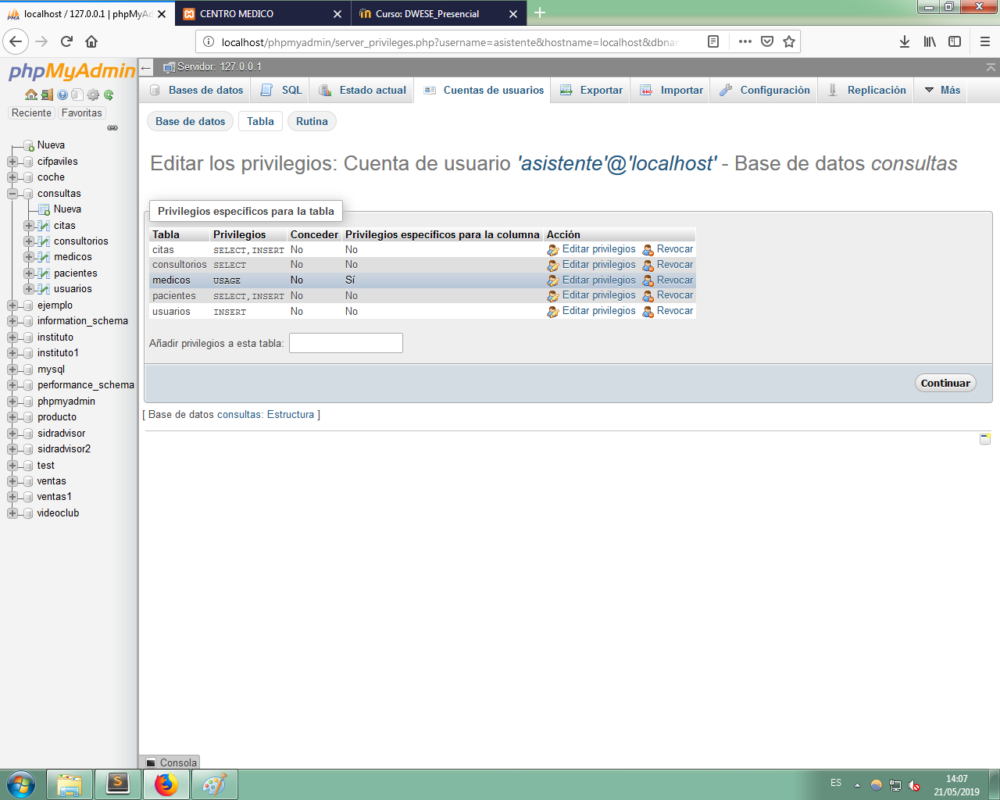 localhost / 127.0.0.1 | phpMyAd
CENTRO MEDICO
Curso: DWESE_Presencial
localhost/phpmyadmin/server_privileges.php?username=asistente&hostname=localhost&dbnam
phpMyAdmin
Reciente
Favoritas
Nueva
cifpaviles
coche
consultas
Nueva
citas
consultorios
medicos
pacientes
usuarios
ejemplo
information_schema
instituto
instituto1
mysql
performance_schema
phpmyadmin
producto
sidradvisor
sidradvisor2
test
ventas
ventas1
videoclub
Servidor: 127.0.0.1
Bases de datos SQL Estado actual Cuentas de usuarios Exportar Importar Configuración Replicación Más
Base de datos Tabla Rutina
Editar los privilegios: Cuenta de usuario 'asistente'@'localhost' - Base de datos consultas
Privilegios específicos para la tabla
Tabla Privilegios Conceder Privilegios específicos para la columna Acción
citas SELECT,INSERT No No Editar privilegios Revocar
consultorios SELECT No No Editar privilegios Revocar
medicos USAGE No Sí Editar privilegios Revocar
pacientes SELECT,INSERT No No Editar privilegios Revocar
usuarios INSERT No No Editar privilegios Revocar
Añadir privilegios a esta tabla:
Continuar
[ Base de datos consultas: Estructura ]
Consola
ES
14:07
21/05/2019